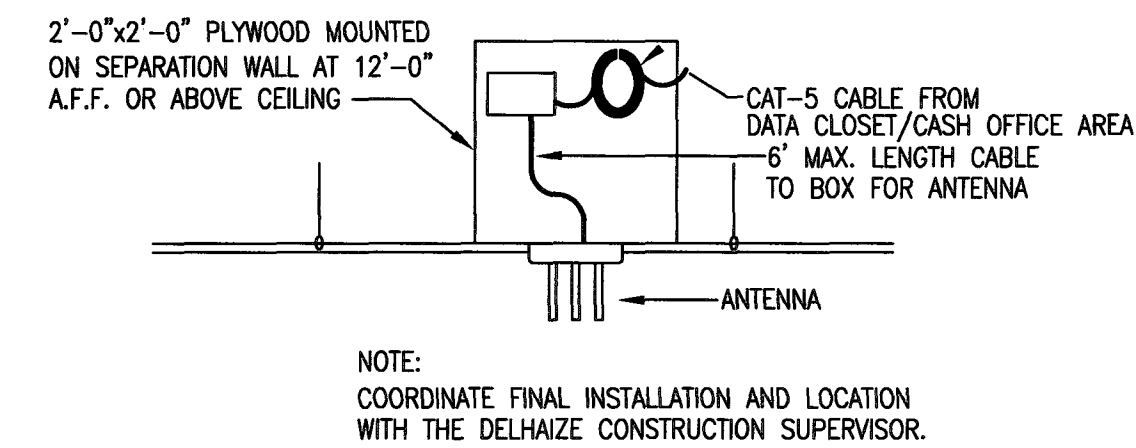 2'-0"x2'-0" PLYWOOD MOUNTED
ON SEPARATION WALL AT 12'-0"
A.F.F. OR ABOVE CEILING
CAT-5 CABLE FROM
DATA CLOSET/CASH OFFICE AREA
6' MAX. LENGTH CABLE
TO BOX FOR ANTENNA
ANTENNA
NOTE:
COORDINATE FINAL INSTALLATION AND LOCATION
WITH THE DELHAIZE CONSTRUCTION SUPERVISOR.